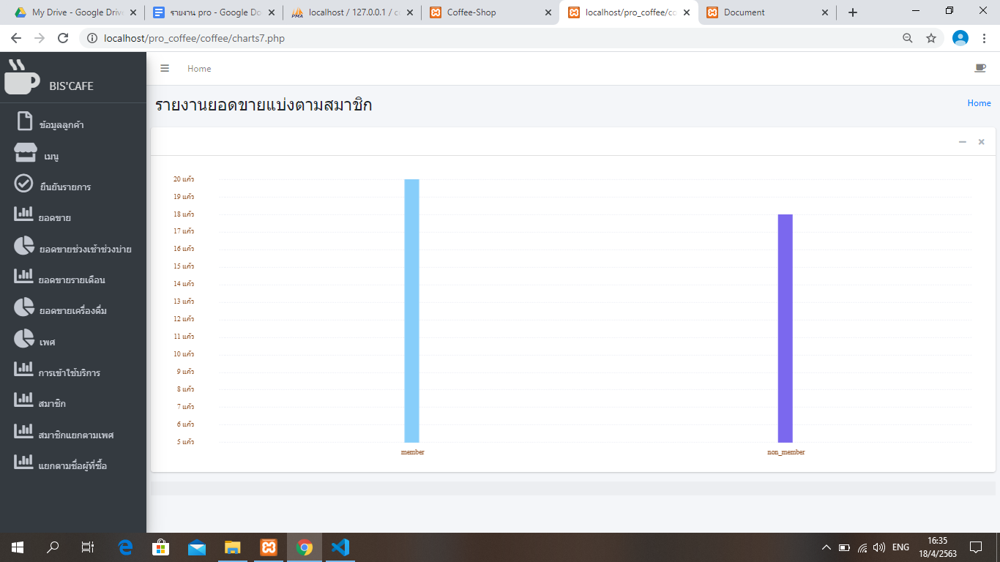 My Drive - Google Driv
รายงาน pro - Google Do
localhost / 127.0.0.1 / c
Coffee-Shop
localhost/pro_coffee/co
Document
localhost/pro_coffee/coffee/charts7.php
BIS'CAFE
Home
รายงานยอดขายแบ่งตามสมาชิก
Home
ข้อมูลลูกค้า
เมนู
ยืนยันรายการ
ยอดขาย
ยอดขายช่วงเช้าช่วงบ่าย
ยอดขายรายเดือน
ยอดขายเครื่องดื่ม
เพศ
การเข้าใช้บริการ
สมาชิก
สมาชิกแยกตามเพศ
แยกตามชื่อผู้ที่ซื้อ
20 แก้ว
19 แก้ว
18 แก้ว
17 แก้ว
16 แก้ว
15 แก้ว
14 แก้ว
13 แก้ว
12 แก้ว
11 แก้ว
10 แก้ว
9 แก้ว
8 แก้ว
7 แก้ว
6 แก้ว
5 แก้ว
member
non_member
ENG
16:35
18/4/2563